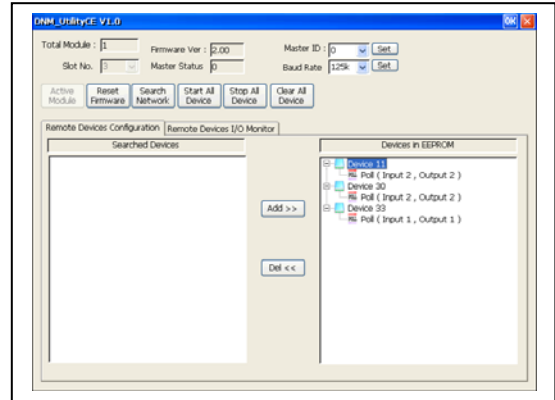 DNM_UtilityCE V1.0 OK
Total Module : 1 Firmware Ver : 2.00 Master ID : 0 Set
Slot No. 3 Master Status 0 Baud Rate 125k Set
Active Module Reset Firmware Search Network Start All Device Stop All Device Clear All Device
Remote Devices Configuration Remote Devices I/O Monitor
Searched Devices Devices in EEPROM
Device 11
Poll ( Input 2 , Output 2 )
Device 30
Poll ( Input 2 , Output 2 )
Device 33
Poll ( Input 1 , Output 1 )
Add >>
Del <<